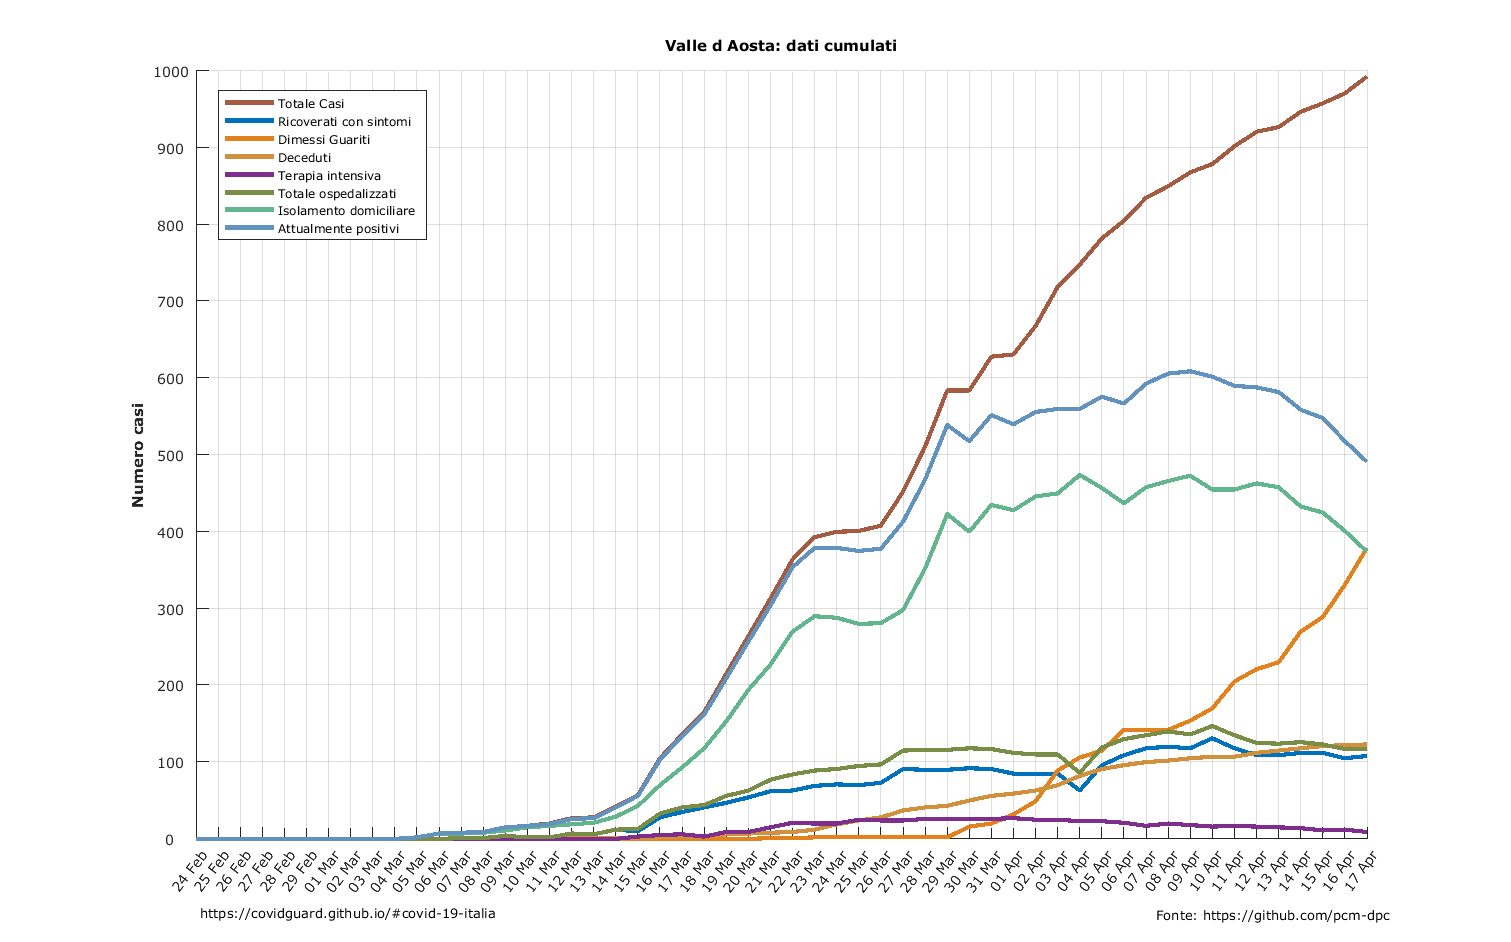 Valle d Aosta: dati cumulati
Numero casi
1000
900
800
700
600
500
400
300
200
100
0
Totale Casi
Ricoverati con sintomi
Dimessi Guariti
Deceduti
Terapia intensiva
Totale ospedalizzati
Isolamento domiciliare
Attualmente positivi
24 Feb
25 Feb
26 Feb
27 Feb
28 Feb
29 Feb
01 Mar
02 Mar
03 Mar
04 Mar
05 Mar
06 Mar
07 Mar
08 Mar
09 Mar
10 Mar
11 Mar
12 Mar
13 Mar
14 Mar
15 Mar
16 Mar
17 Mar
18 Mar
19 Mar
20 Mar
21 Mar
22 Mar
23 Mar
24 Mar
25 Mar
26 Mar
27 Mar
28 Mar
29 Mar
30 Mar
31 Mar
01 Apr
02 Apr
03 Apr
04 Apr
05 Apr
06 Apr
07 Apr
08 Apr
09 Apr
10 Apr
11 Apr
12 Apr
13 Apr
14 Apr
15 Apr
16 Apr
17 Apr
https://covidguard.github.io/#covid-19-italia
Fonte: https://github.com/pcm-dpc